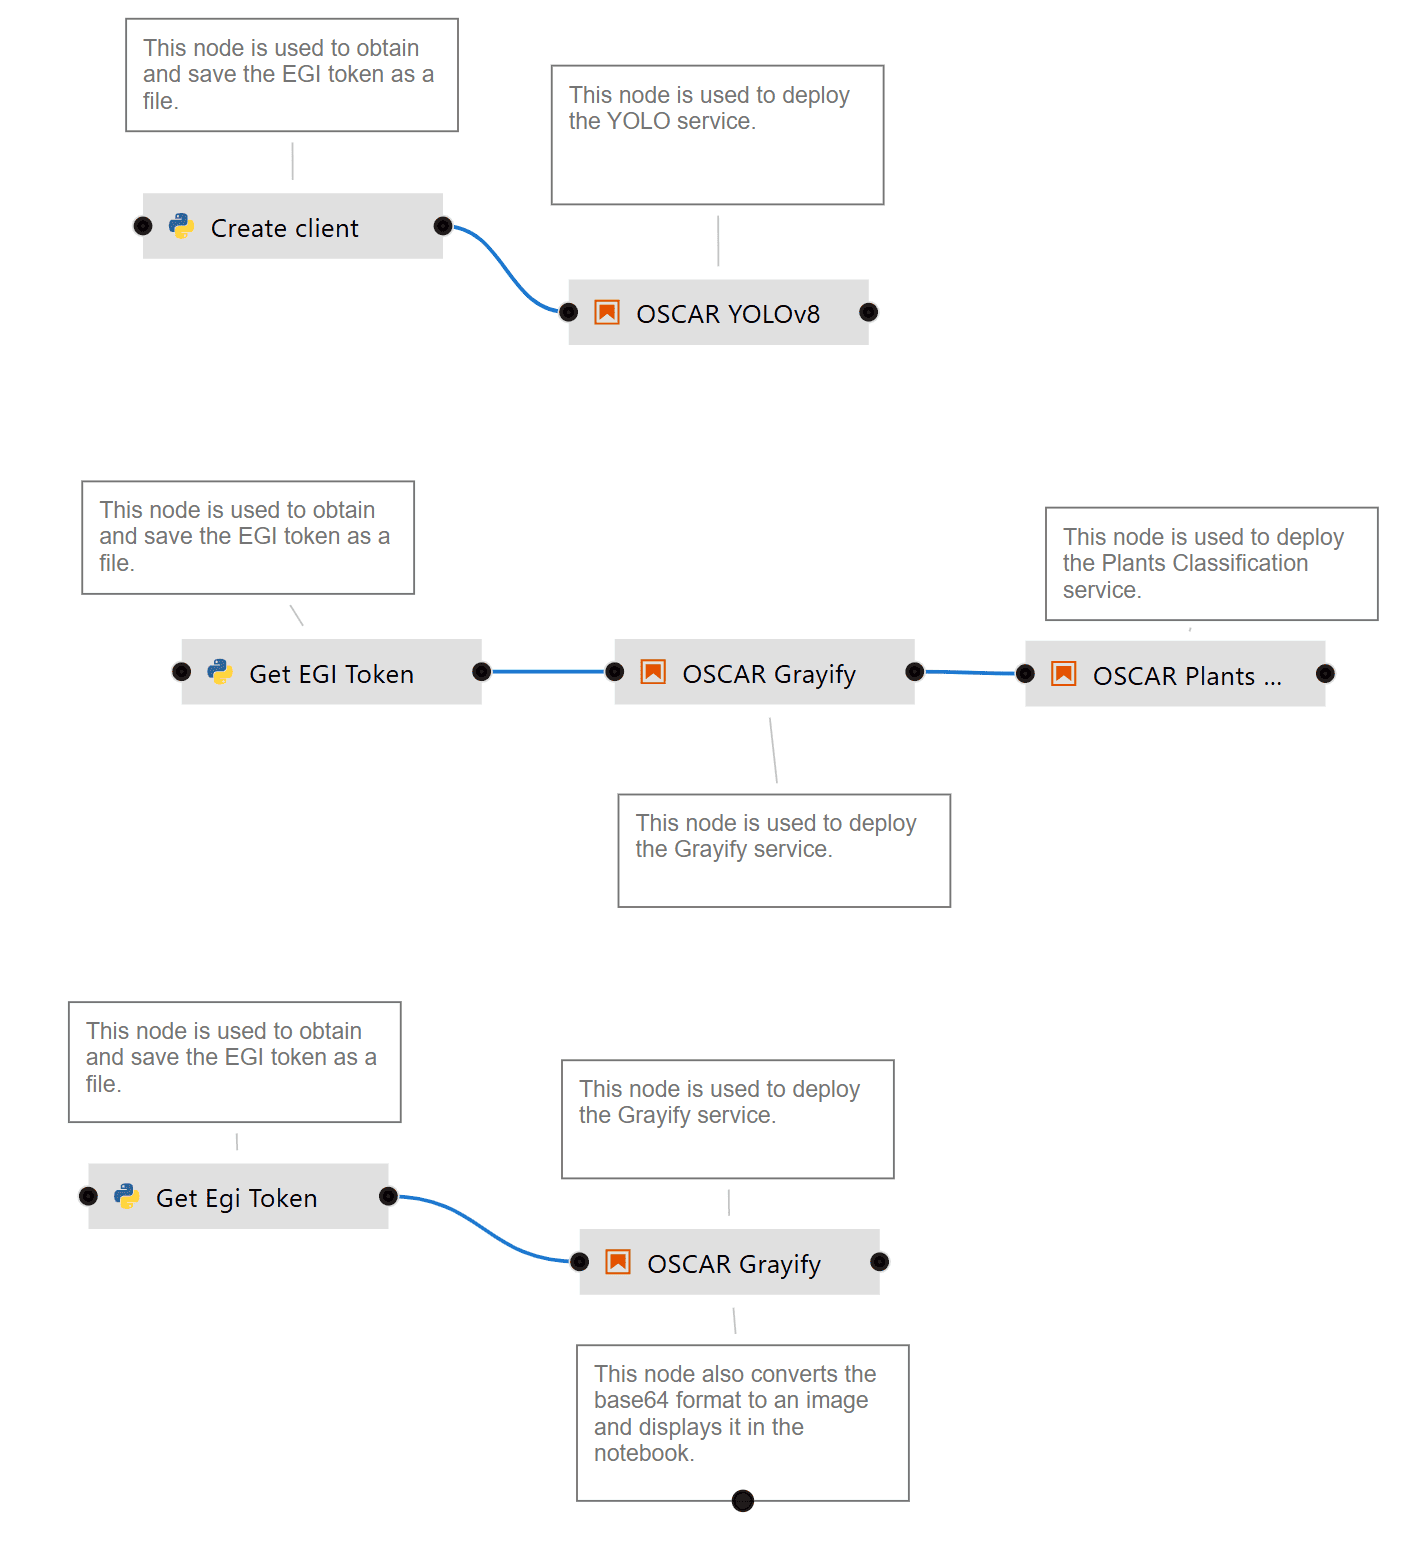 This node is used to obtain
and save the EGI token as a
file.
This node is used to deploy
the YOLO service.
Create client
OSCAR YOLOv8
This node is used to obtain
and save the EGI token as a
file.
This node is used to deploy
the Plants Classification
service.
Get EGI Token
OSCAR Grayify
OSCAR Plants ...
This node is used to deploy
the Grayify service.
This node is used to obtain
and save the EGI token as a
file.
This node is used to deploy
the Grayify service.
Get Egi Token
OSCAR Grayify
This node also converts the
base64 format to an image
and displays it in the
notebook.